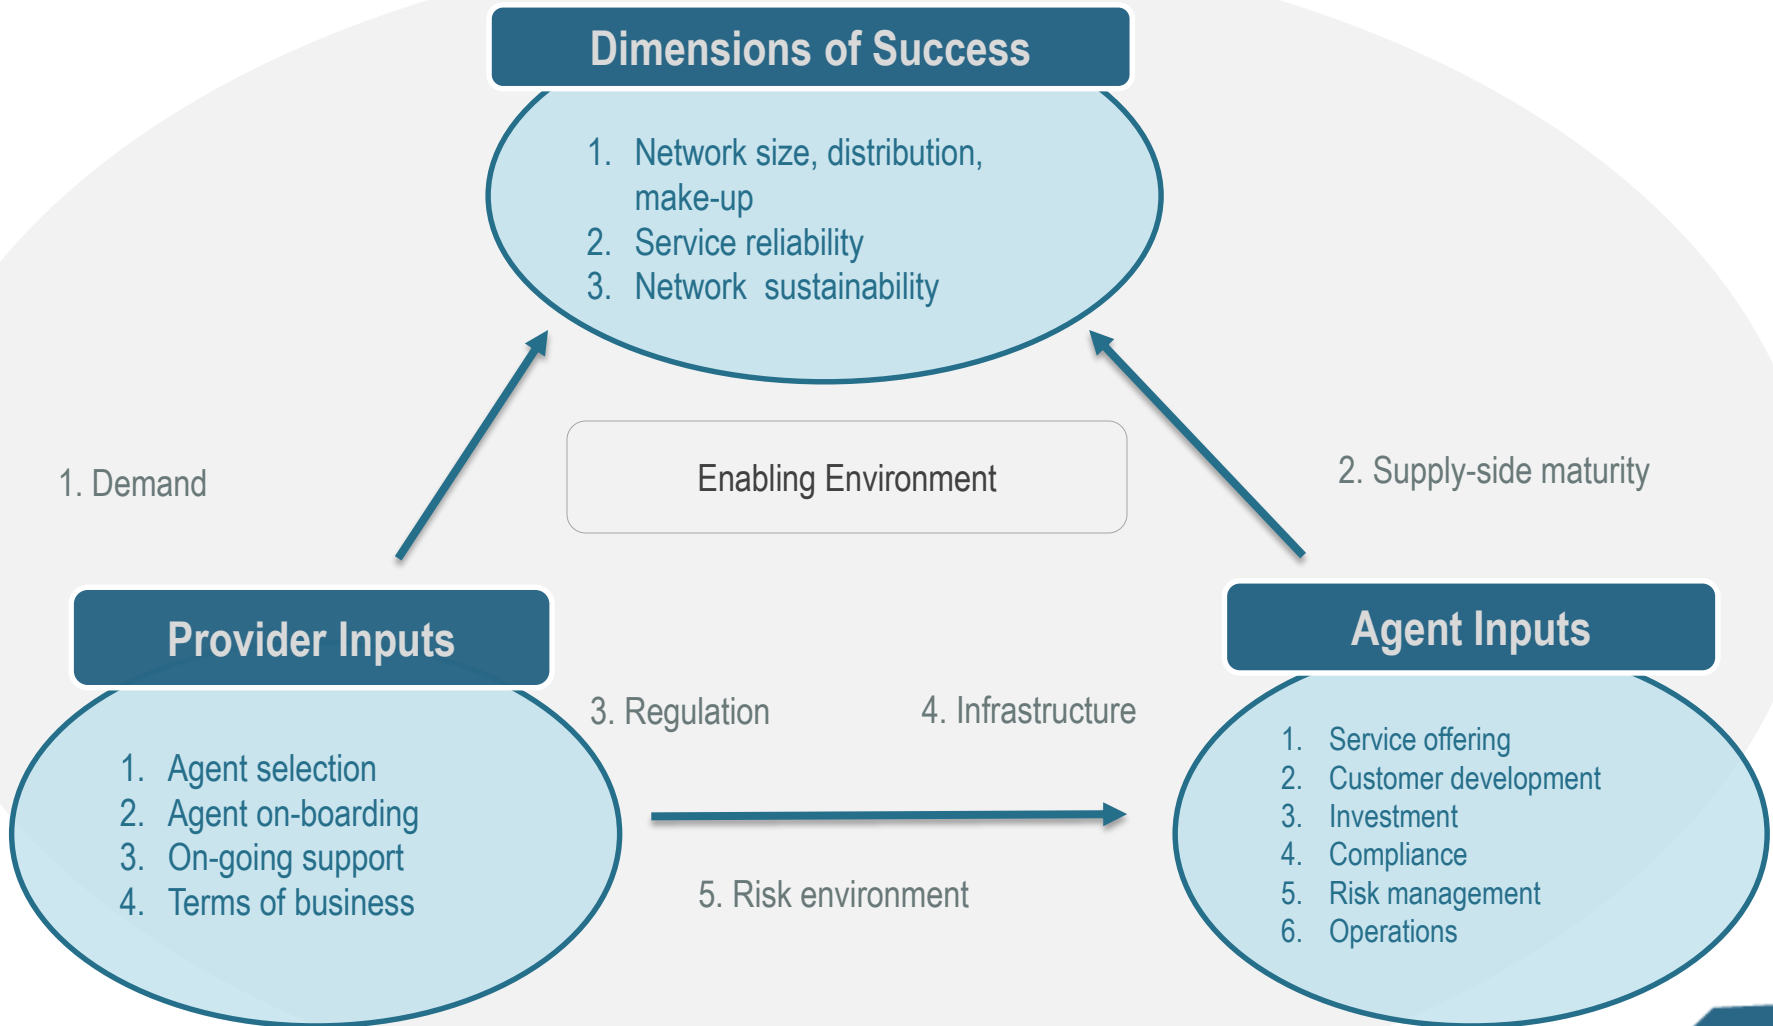 Dimensions of Success
1. Network size, distribution,
make-up
2. Service reliability
3. Network sustainability
Enabling Environment
1. Demand
2. Supply-side maturity
Provider Inputs
1. Agent selection
2. Agent on-boarding
3. On-going support
4. Terms of business
3. Regulation
4. Infrastructure
5. Risk environment
Agent Inputs
1. Service offering
2. Customer development
3. Investment
4. Compliance
5. Risk management
6. Operations